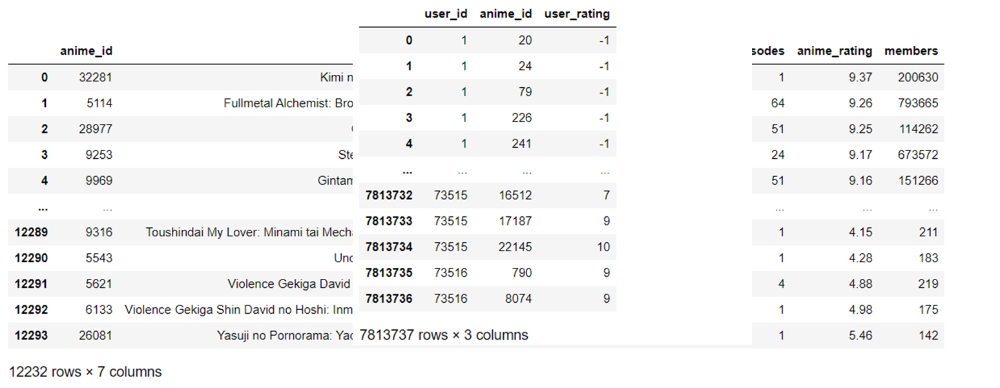 anime_id
0 32281 Kimi n
1 5114 Fullmetal Alchemist: Bro
2 28977
3 9253 Ste
4 9969 Gintam
... ...
12289 9316 Toushindai My Lover: Minami tai Mecha
12290 5543 Unc
12291 5621 Violence Gekiga David
12292 6133 Violence Gekiga Shin David no Hoshi: Inm
12293 26081 Yasuji no Pornorama: Yac
12232 rows × 7 columns
user_id anime_id user_rating
0 1 20 -1
1 1 24 -1
2 1 79 -1
3 1 226 -1
4 1 241 -1
... ... ... ...
7813732 73515 16512 7
7813733 73515 17187 9
7813734 73515 22145 10
7813735 73516 790 9
7813736 73516 8074 9
7813737 rows × 3 columns
sodes anime_rating members
1 9.37 200630
64 9.26 793665
51 9.25 114262
24 9.17 673572
51 9.16 151266
... ... ...
1 4.15 211
1 4.28 183
4 4.88 219
1 4.98 175
1 5.46 142